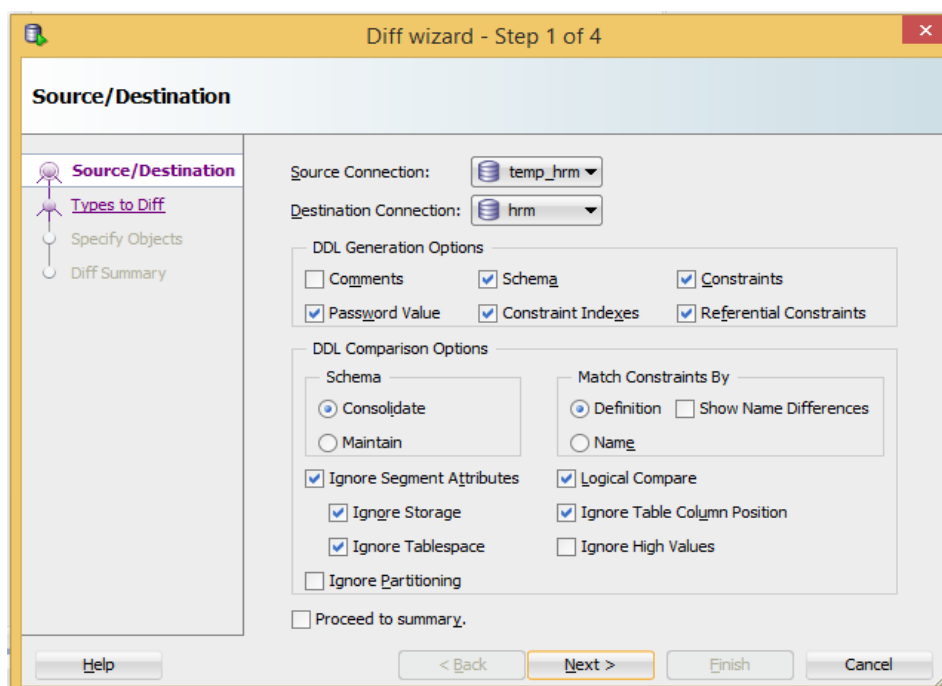 Diff wizard - Step 1 of 4
Source/Destination
Source/Destination
Types to Diff
Specify Objects
Diff Summary
Source Connection: temp_hrm
Destination Connection: hrm
DDL Generation Options
Comments Schema Constraints
Password Value Constraint Indexes Referential Constraints
DDL Comparison Options
Schema
Consolidate
Maintain
Match Constraints By
Definition Show Name Differences
Name
Ignore Segment Attributes Logical Compare
Ignore Storage Ignore Table Column Position
Ignore Tablespace Ignore High Values
Ignore Partitioning
Proceed to summary.
Help < Back Next > Finish Cancel